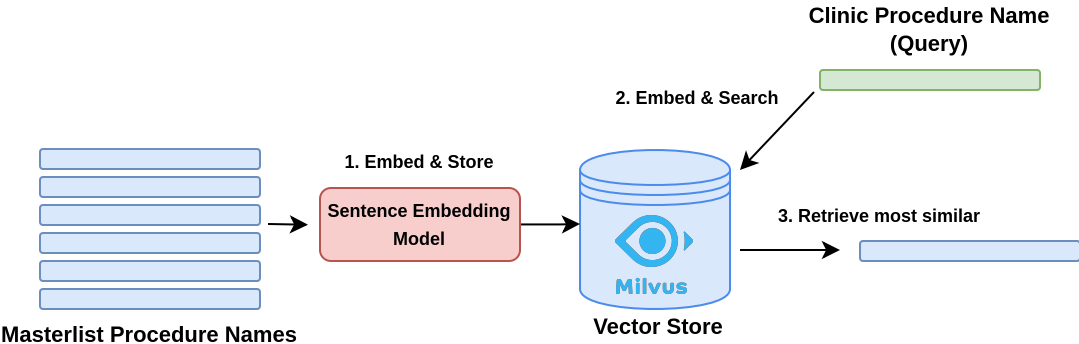 Clinic Procedure Name
(Query)
2. Embed & Search
1. Embed & Store
Sentence Embedding
Model
3. Retrieve most similar
Milvus
Vector Store
Masterlist Procedure Names